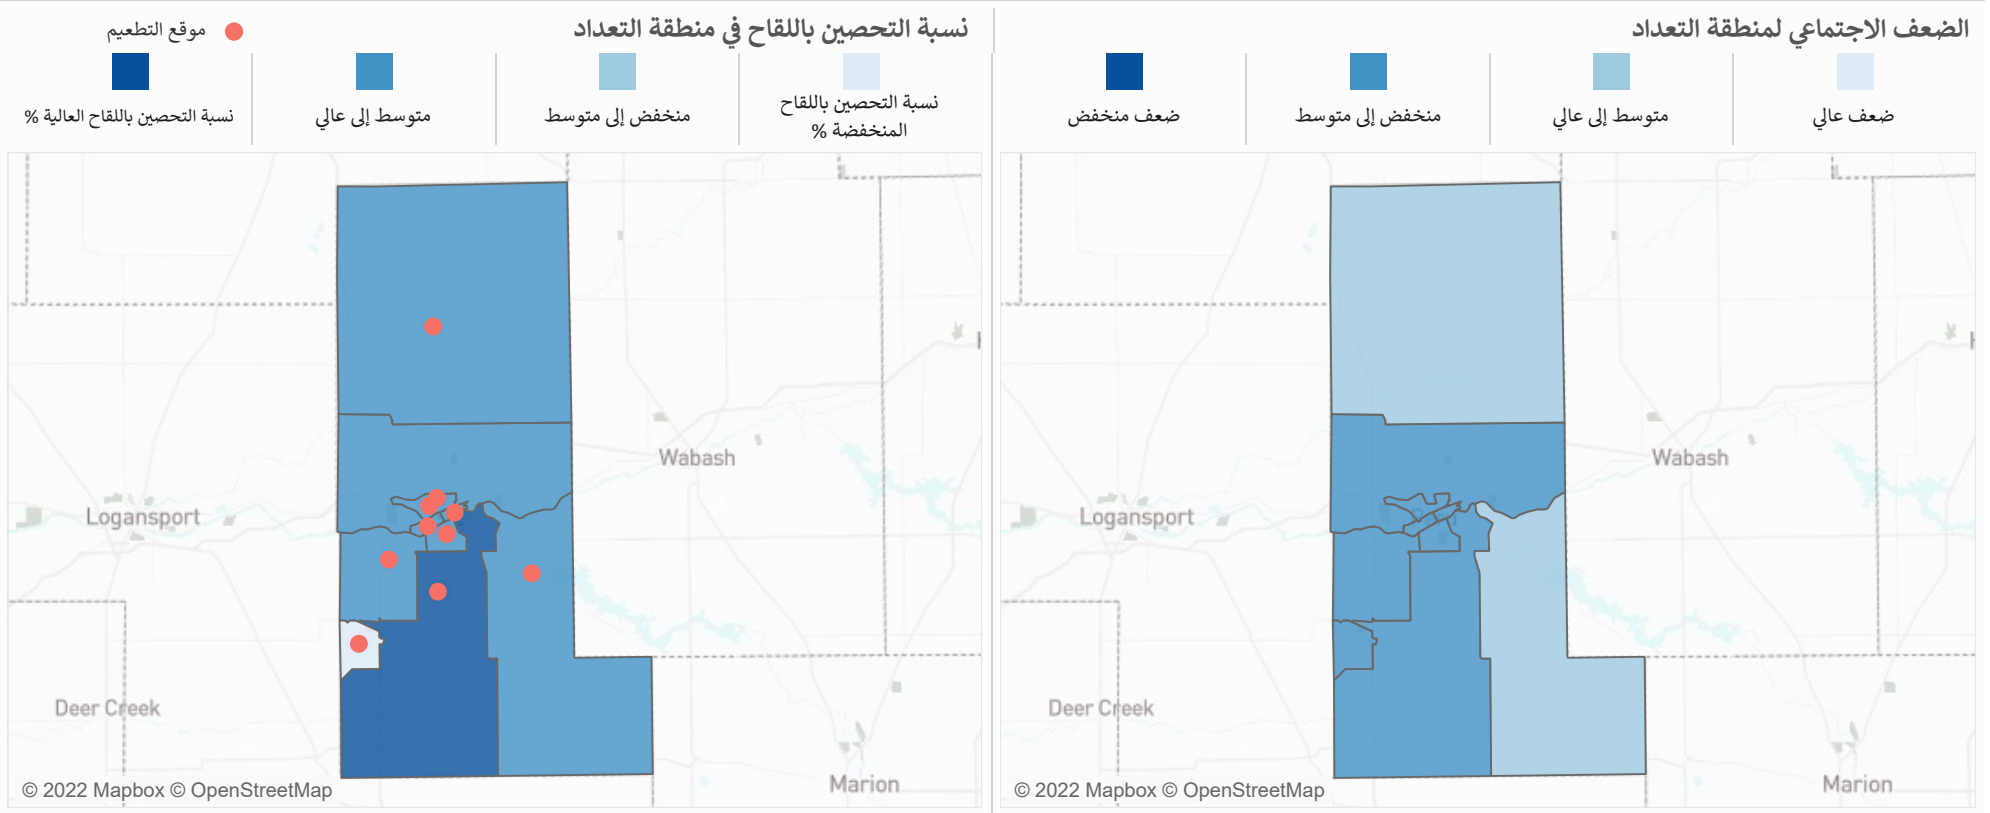 الضعف الاجتماعي لمنطقة التعداد
ضعف عالي
متوسط إلى عالي
منخفض إلى متوسط
ضعف منخفض
Wabash
Logansport
Deer Creek
Marion
© 2022 Mapbox © OpenStreetMap
نسبة التحصين باللقاح في منطقة التعداد
موقع التطعيم
نسبة التحصين باللقاح
المنخفضة %
منخفض إلى متوسط
متوسط إلى عالي
نسبة التحصين باللقاح العالية %
Wabash
Logansport
Deer Creek
Marion
© 2022 Mapbox © OpenStreetMap